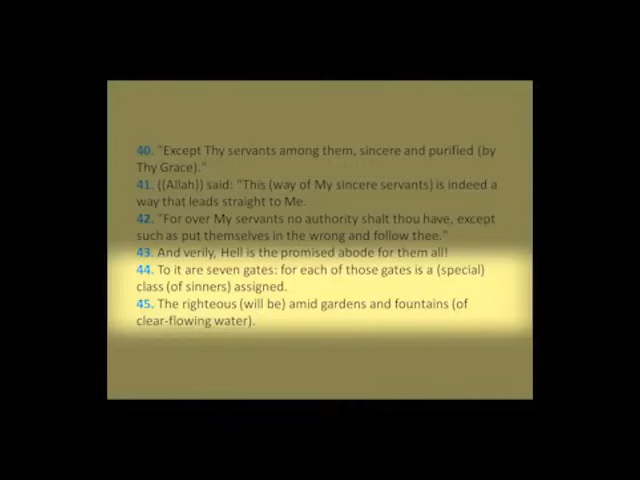 40. "Except Thy servants among them, sincere and purified (by
Thy Grace)."
41. ((Allah)) said: "This (way of My sincere servants) is indeed a
way that leads straight to Me.
42. "For over My servants no authority shalt thou have, except
such as put themselves in the wrong and follow thee."
43. And verily, Hell is the promised abode for them all!
44. To it are seven gates: for each of those gates is a (special)
class (of sinners) assigned.
45. The righteous (will be) amid gardens and fountains (of
clear-flowing water).